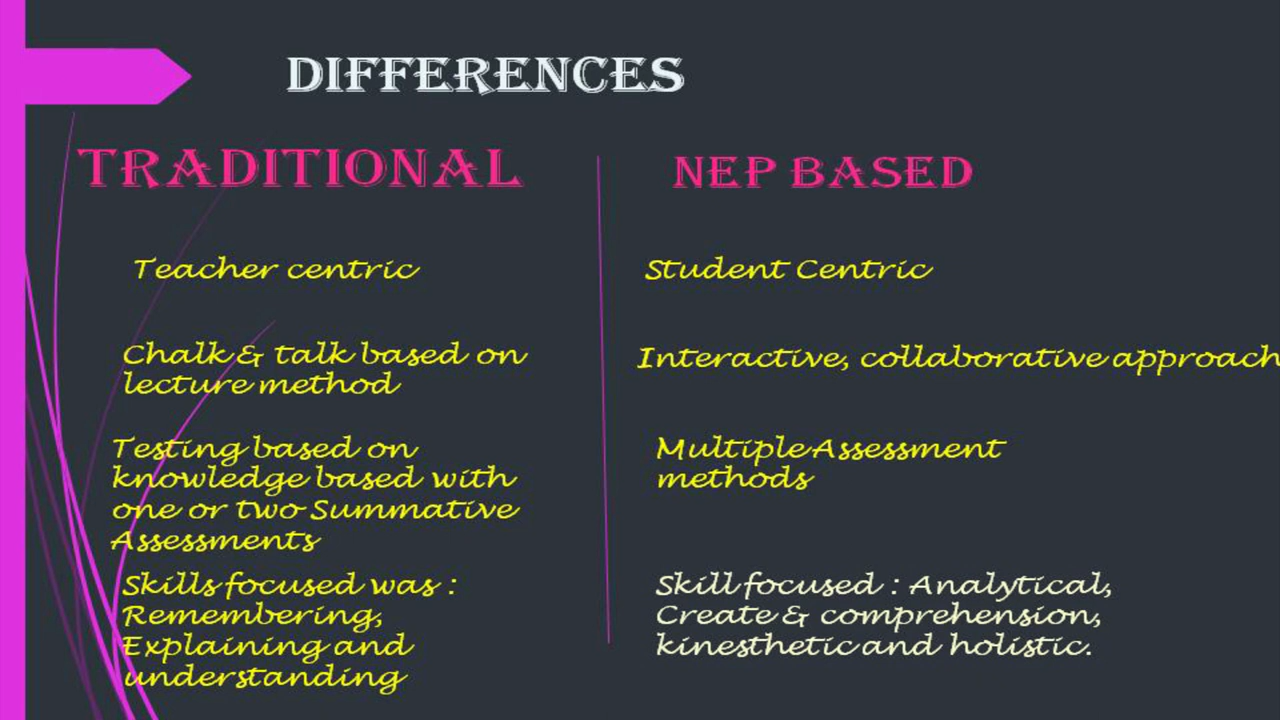 DIFFERENCES
TRADITIONAL
Teacher centric
Chalk & talk based on
lecture method
Testing based on
knowledge based with
one or two Summative
Assessments
Skills focused was :
Remembering,
Explaining and
understanding
NEP BASED
Student Centric
Interactive, collaborative approach
Multiple Assessment
methods
Skill focused : Analytical,
Create & comprehension,
kinesthetic and holistic.